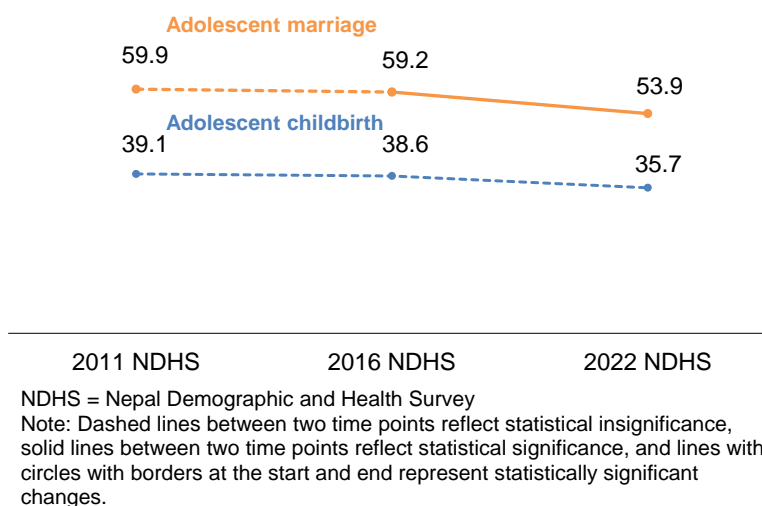 Adolescent marriage
59.9 59.2 53.9
Adolescent childbirth
39.1 38.6 35.7
2011 NDHS 2016 NDHS 2022 NDHS
NDHS = Nepal Demographic and Health Survey
Note: Dashed lines between two time points reflect statistical insignificance,
solid lines between two time points reflect statistical significance, and lines with
circles with borders at the start and end represent statistically significant
changes.